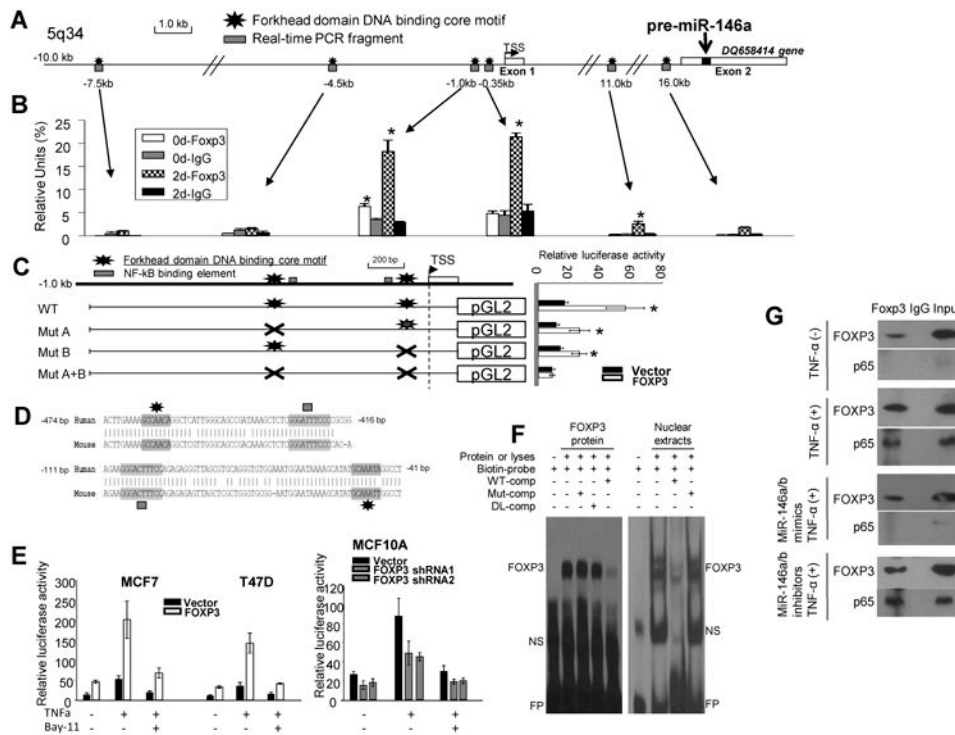 A
1.0 kb
Forkhead domain DNA binding core motif
Real-time PCR fragment
5q34
pre-miR-146a
TSS
DQ658414 gene
-10.0kb
Exon 1
Exon 2
-7.5kb
-4.5kb
-1.0kb
-0.35kb
11.0kb
16.0kb
B
Relative Units (%)
25
20
15
10
5
0
0d-Foxp3
0d-IgG
2d-Foxp3
2d-IgG
*
*
*
*
C
Forkhead domain DNA binding core motif
NF-kB binding element
200 bp
TSS
-1.0 kb
WT
pGL2
Mut A
pGL2
Mut B
pGL2
Mut A+B
pGL2
Relative luciferase activity
0 20 40 60 80
*
*
*
Vector
FOXP3
D
-474 bp
Human
-416 bp
Mouse
-111 bp
Human
-41 bp
Mouse
E
Relative luciferase activity
300
250
200
150
100
50
0
MCF7
T47D
Vector
FOXP3
TNFa - + + - + +
Bay-11 - - + - - +
MCF10A
Vector
FOXP3 shRNA1
FOXP3 shRNA2
Relative luciferase activity
120
100
80
60
40
20
0
- + +
- - +
F
FOXP3 protein
Nuclear extracts
Protein or lyses
Biotin-probe
WT-comp
Mut-comp
DL-comp
FOXP3
NS
FP
FOXP3
NS
FP
G
Foxp3 IgG Input
TNF-α (-)
FOXP3
p65
TNF-α (+)
FOXP3
p65
MiR-146a/b mimics TNF-α (+)
FOXP3
p65
MiR-146a/b inhibitors TNF-α (+)
FOXP3
p65